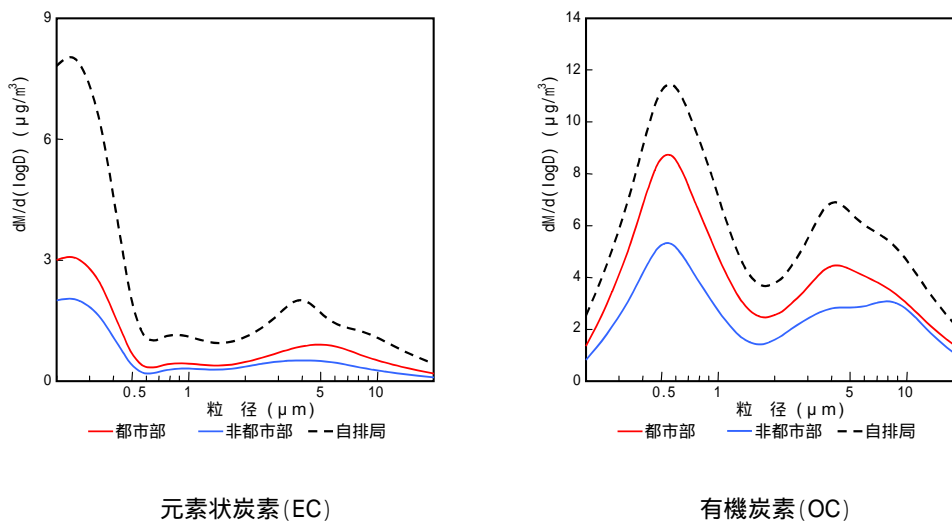 9
6
3
0
dM/d(logD) (μg/㎥)
0.5 1 5 10
粒 径 (μm)
都市部 非都市部 自排局
元素状炭素(EC)
14
12
10
8
6
4
2
0
dM/d(logD) (μg/㎥)
0.5 1 5 10
粒 径 (μm)
都市部 非都市部 自排局
有機炭素(OC)